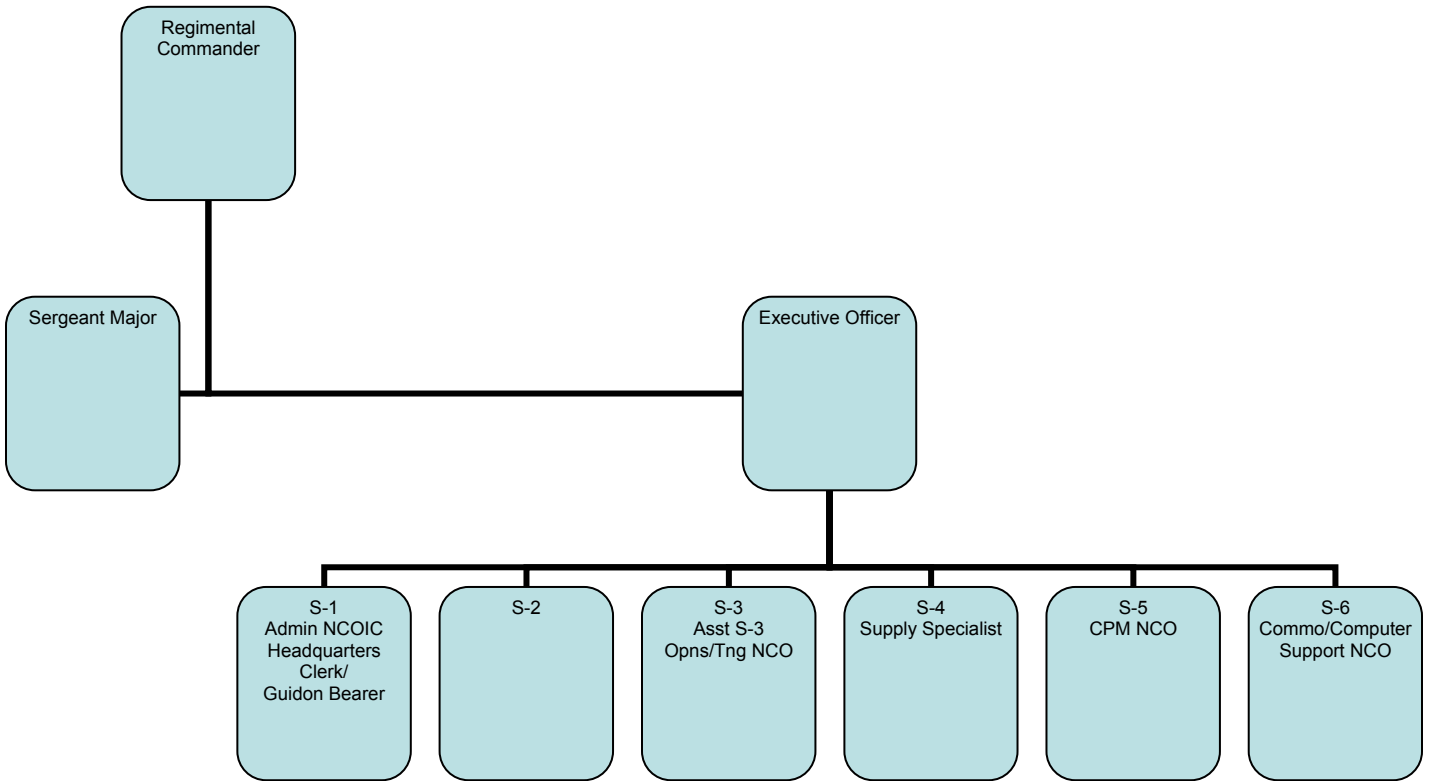 Regimental
Commander
Sergeant Major
Executive Officer
S-1
Admin NCOIC
Headquarters
Clerk/
Guidon Bearer
S-2
S-3
Asst S-3
Opns/Tng NCO
S-4
Supply Specialist
S-5
CPM NCO
S-6
Commo/Computer
Support NCO